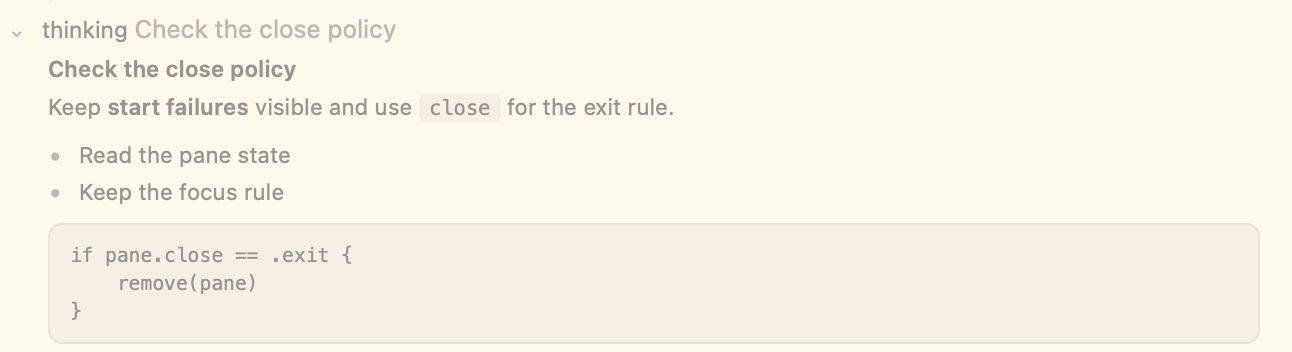 thinking Check the close policy
Check the close policy
Keep start failures visible and use close for the exit rule.
Read the pane state
Keep the focus rule
if pane.close == .exit {
    remove(pane)
}